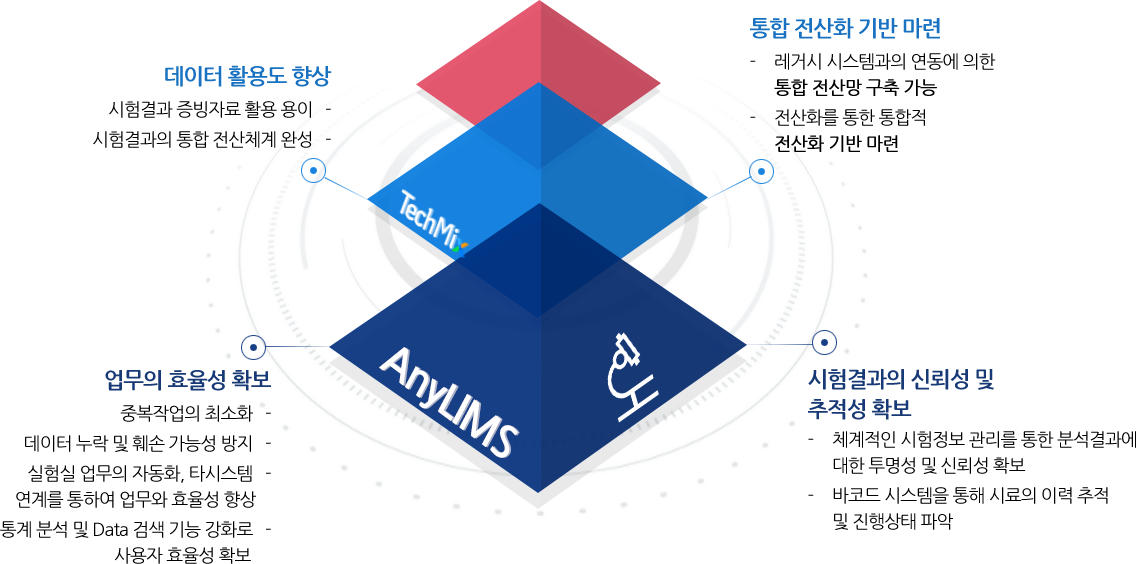 데이터 활용도 향상
시험결과 증빙자료 활용 용이 -
시험결과의 통합 전산체계 완성 -
통합 전산화 기반 마련
- 레거시 시스템과의 연동에 의한
통합 전산망 구축 가능
- 전산화를 통한 통합적
전산화 기반 마련
TechMix
AnyLIMS
업무의 효율성 확보
중복작업의 최소화 -
데이터 누락 및 훼손 가능성 방지 -
실험실 업무의 자동화, 타시스템 -
연계를 통하여 업무와 효율성 향상
통계 분석 및 Data 검색 기능 강화로 -
사용자 효율성 확보
시험결과의 신뢰성 및
추적성 확보
- 체계적인 시험정보 관리를 통한 분석결과에
대한 투명성 및 신뢰성 확보
- 바코드 시스템을 통해 시료의 이력 추적
및 진행상태 파악